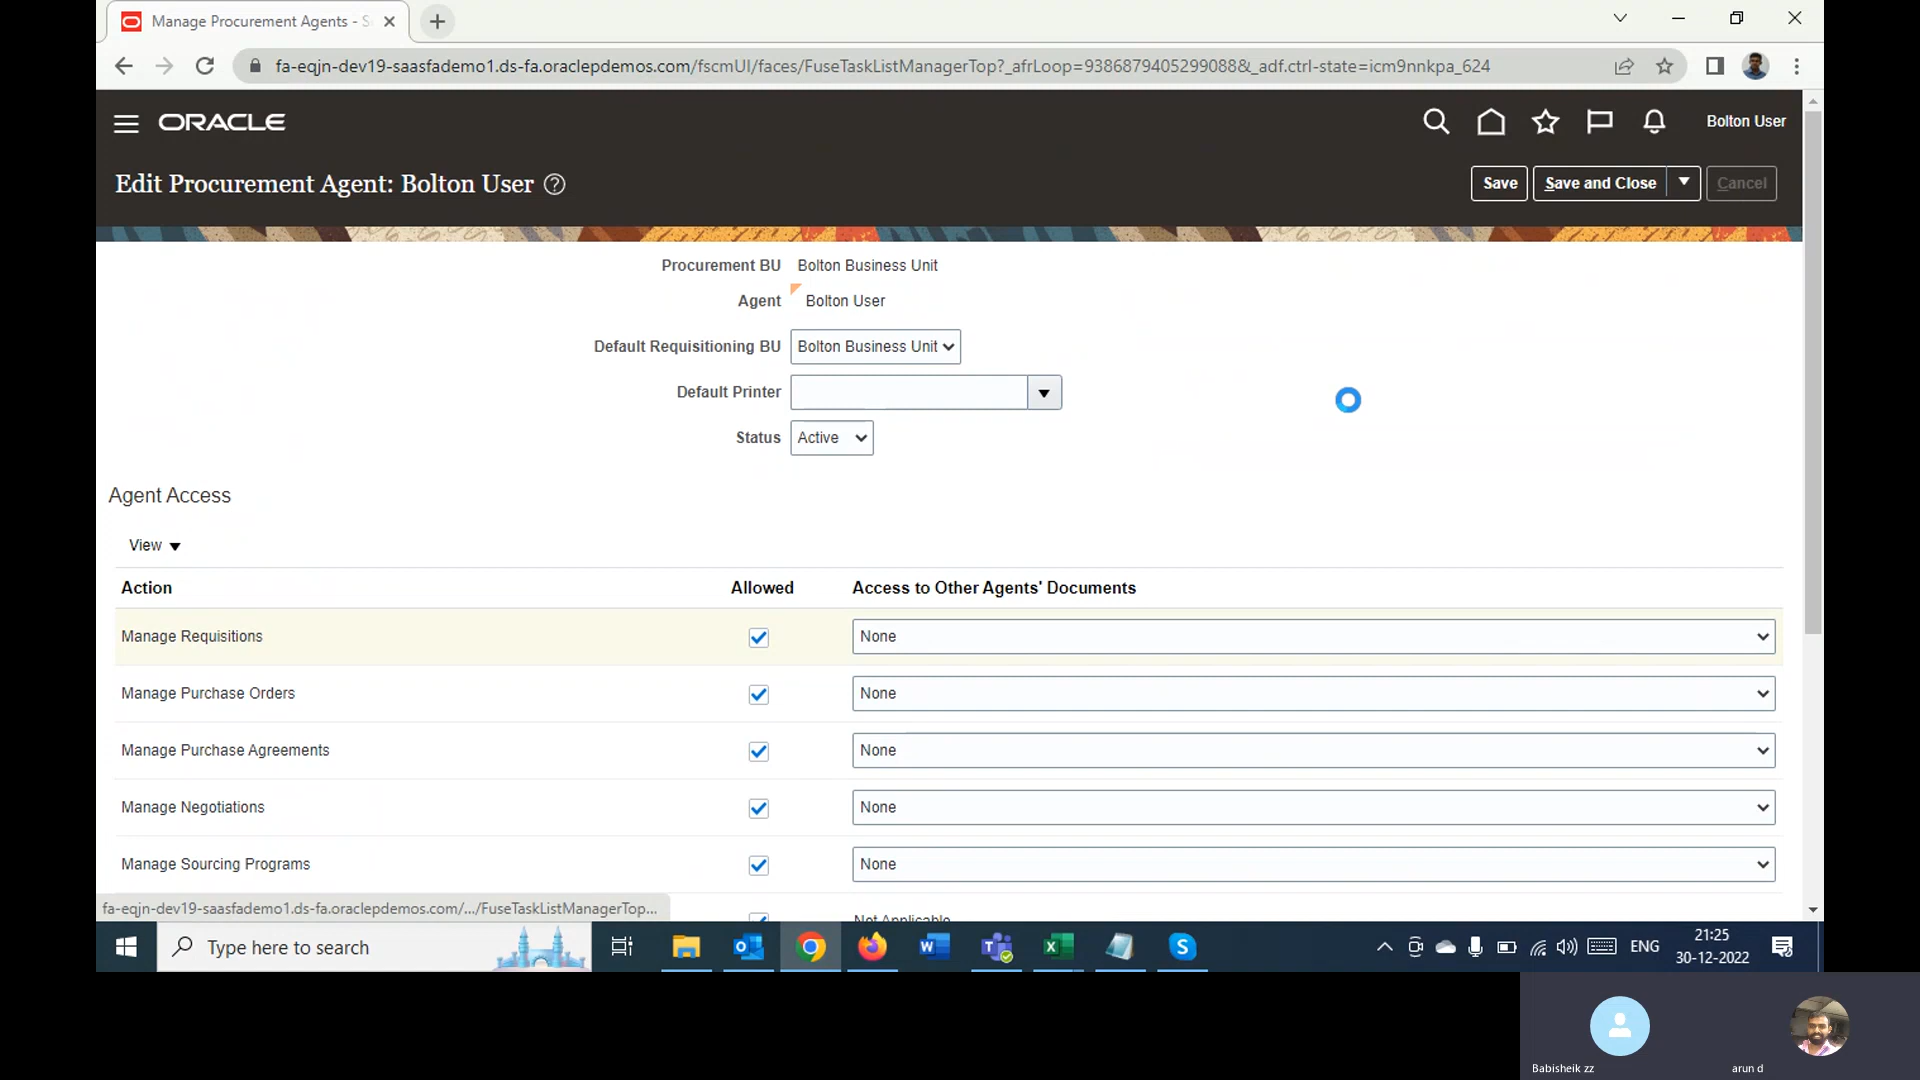 Manage Procurement Agents - S
fa-eqjn-dev19-saasfademo1.ds-fa.oraclepdemos.com/fscmUI/faces/FuseTaskListManagerTop?_afrLoop=9386879405299088&_adf.ctrl-state=icm9nnkpa_624
ORACLE
Bolton User
Edit Procurement Agent: Bolton User
Save
Save and Close
Cancel
Procurement BU Bolton Business Unit
Agent Bolton User
Default Requisitioning BU Bolton Business Unit
Default Printer
Status Active
Agent Access
View
Action Allowed Access to Other Agents' Documents
Manage Requisitions None
Manage Purchase Orders None
Manage Purchase Agreements None
Manage Negotiations None
Manage Sourcing Programs None
Not Applicable
fa-eqjn-dev19-saasfademo1.ds-fa.oraclepdemos.com/.../FuseTaskListManagerTop...
Type here to search
ENG
21:25
30-12-2022
Babisheik zz
arun d